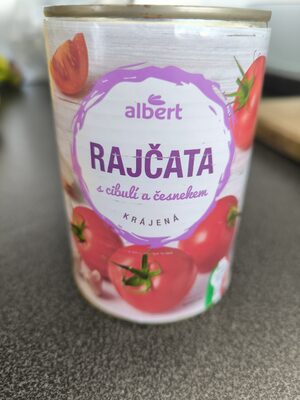 albert
RAJČATA
s cibulí a česnekem
KRÁJENÁ